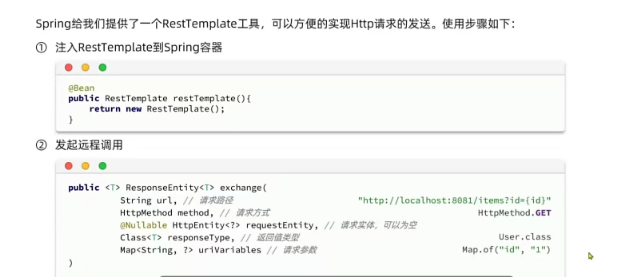 Spring给我们提供了一个RestTemplate工具，可以方便的实现Http请求的发送。使用步骤如下：
① 注入RestTemplate到Spring容器
@Bean
public RestTemplate restTemplate(){
return new RestTemplate();
}
② 发起远程调用
public <T> ResponseEntity<T> exchange(
String url, // 请求路径 "http://localhost:8081/items?id={id}"
HttpMethod method, // 请求方式 HttpMethod.GET
@Nullable HttpEntity<?> requestEntity, // 请求实体，可以为空
Class<T> responseType, // 返回值类型 User.class
Map<String, ?> uriVariables // 请求参数 Map.of("id", "1")
)